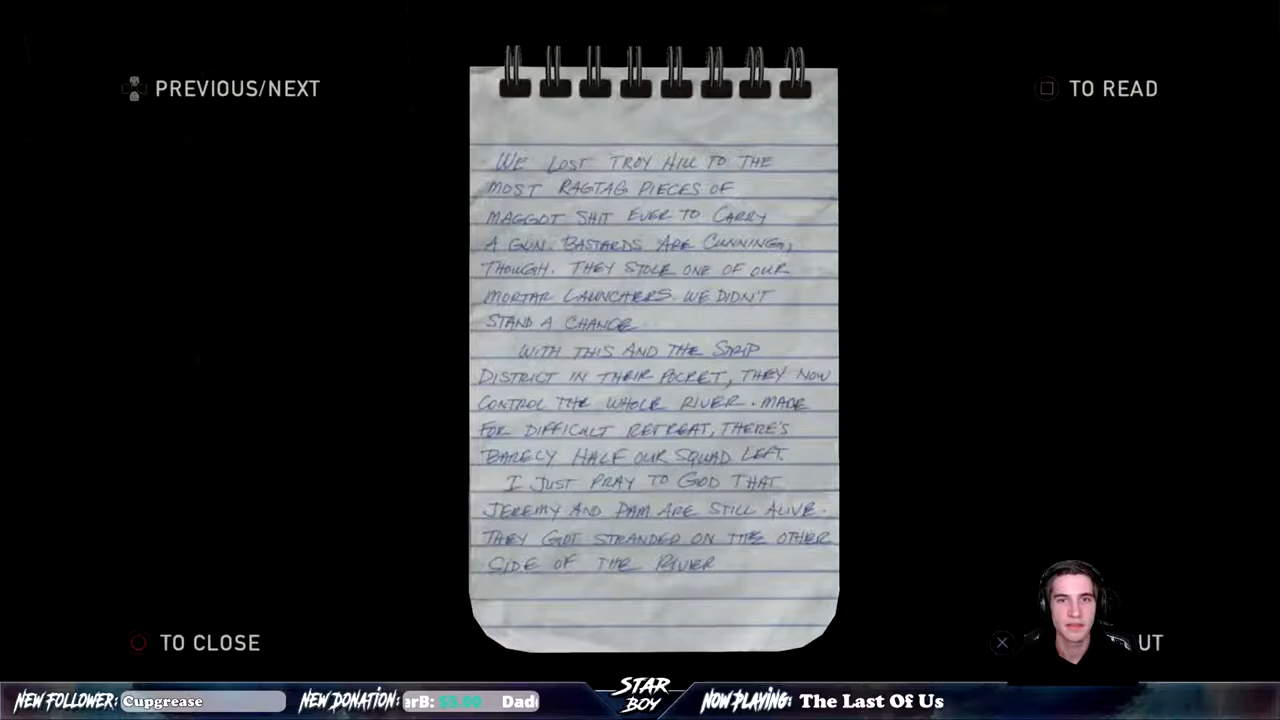 PREVIOUS/NEXT
TO READ
WE LOST TROY HILL TO THE
MOST RAGTAG PIECES OF
MAGGOT SHIT EVER TO CARRY
A GUN. BASTARDS ARE CUNNING,
THOUGH. THEY STOLE ONE OF OUR
MORTAR LAUNCHERS. WE DIDN'T
STAND A CHANCE
WITH THIS AND THE STRIP
DISTRICT IN THEIR POCKET, THEY NOW
CONTROL THE WHOLE RIVER. MADE
FOR DIFFICULT RETREAT, THERE'S
BARELY HALF OUR SQUAD LEFT.
I JUST PRAY TO GOD THAT
JEREMY AND PAM ARE STILL ALIVE.
THEY GOT STRANDED ON THE OTHER
SIDE OF THE RIVER
TO CLOSE
UT
NEW FOLLOWER: Cupgrease
NEW DONATION: arB: $5.00 Dad
STAR BOY
NOW PLAYING: The Last Of Us